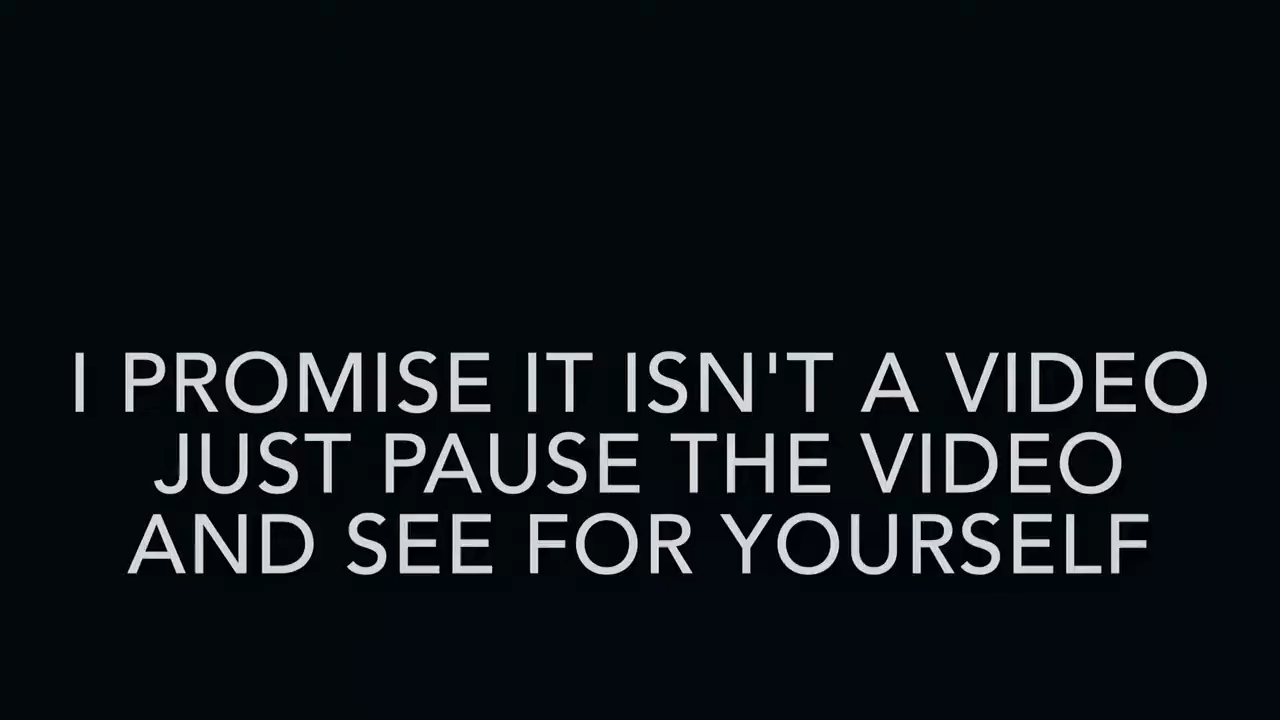 I PROMISE IT ISN'T A VIDEO
JUST PAUSE THE VIDEO
AND SEE FOR YOURSELF